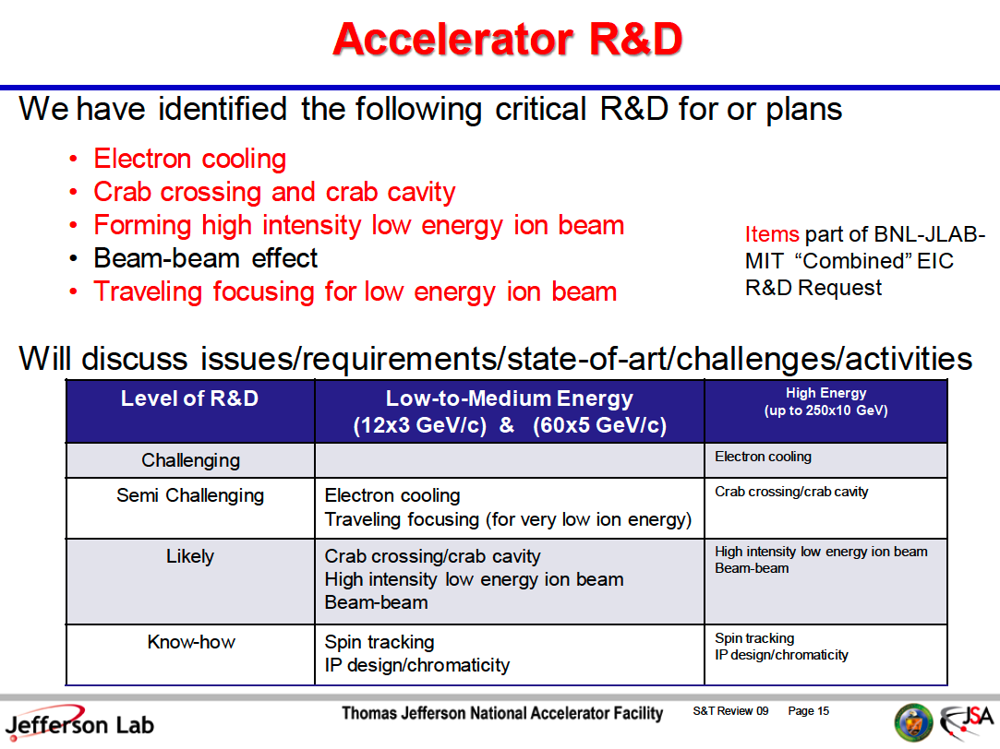 Accelerator R&D
We have identified the following critical R&D for or plans
• Electron cooling
• Crab crossing and crab cavity
• Forming high intensity low energy ion beam
• Beam-beam effect
• Traveling focusing for low energy ion beam
Items part of BNL-JLAB-
MIT “Combined” EIC
R&D Request
Will discuss issues/requirements/state-of-art/challenges/activities
Level of R&D
Low-to-Medium Energy
(12x3 GeV/c) & (60x5 GeV/c)
High Energy
(up to 250x10 GeV)
Challenging
Electron cooling
Semi Challenging
Electron cooling
Traveling focusing (for very low ion energy)
Crab crossing/crab cavity
Likely
Crab crossing/crab cavity
High intensity low energy ion beam
Beam-beam
High intensity low energy ion beam
Beam-beam
Know-how
Spin tracking
IP design/chromaticity
Spin tracking
IP design/chromaticity
Jefferson Lab
Thomas Jefferson National Accelerator Facility
S&T Review 09 Page 15
JSA